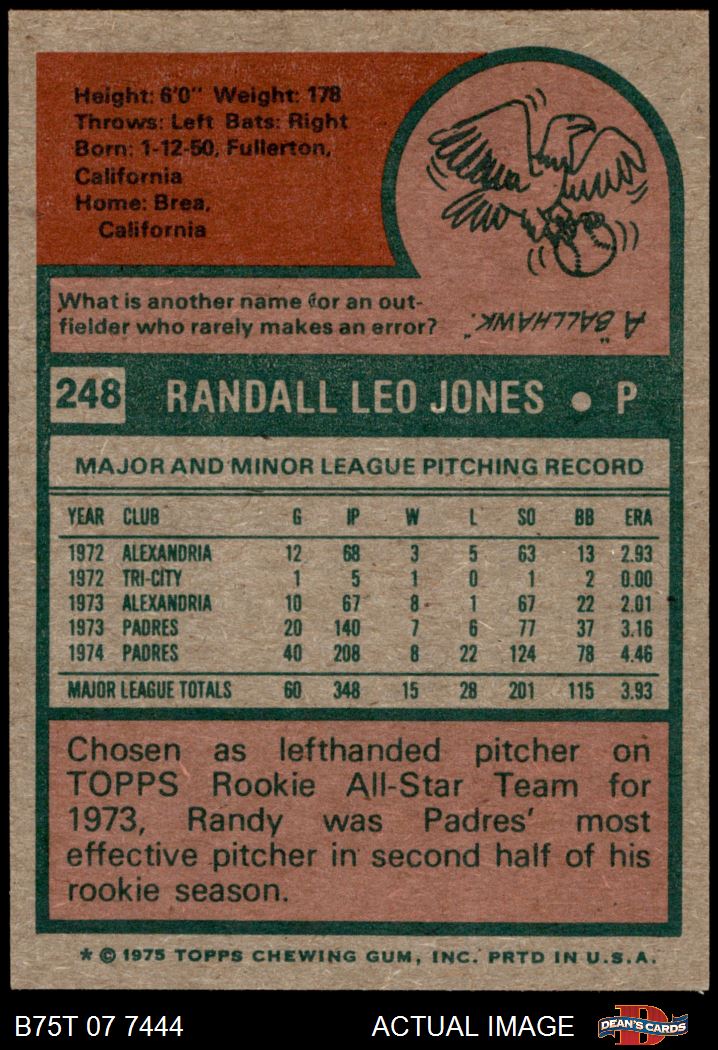 Height: 6'0" Weight: 178
Throws: Left Bats: Right
Born: 1-12-50, Fullerton,
California
Home: Brea,
California
What is another name for an out-
fielder who rarely makes an error?
A "BALLHAWK."
248 RANDALL LEO JONES • P
MAJOR AND MINOR LEAGUE PITCHING RECORD
YEAR CLUB G IP W L SO BB ERA
1972 ALEXANDRIA 12 68 3 5 63 13 2.93
1972 TRI-CITY 1 5 1 0 1 2 0.00
1973 ALEXANDRIA 10 67 8 1 67 22 2.01
1973 PADRES 20 140 7 6 77 37 3.16
1974 PADRES 40 208 8 22 124 78 4.46
MAJOR LEAGUE TOTALS 60 348 15 28 201 115 3.93
Chosen as lefthanded pitcher on
TOPPS Rookie All-Star Team for
1973, Randy was Padres' most
effective pitcher in second half of his
rookie season.
* © 1975 TOPPS CHEWING GUM, INC. PRTD IN U.S.A.
B75T 07 7444 ACTUAL IMAGE DEAN'S CARDS